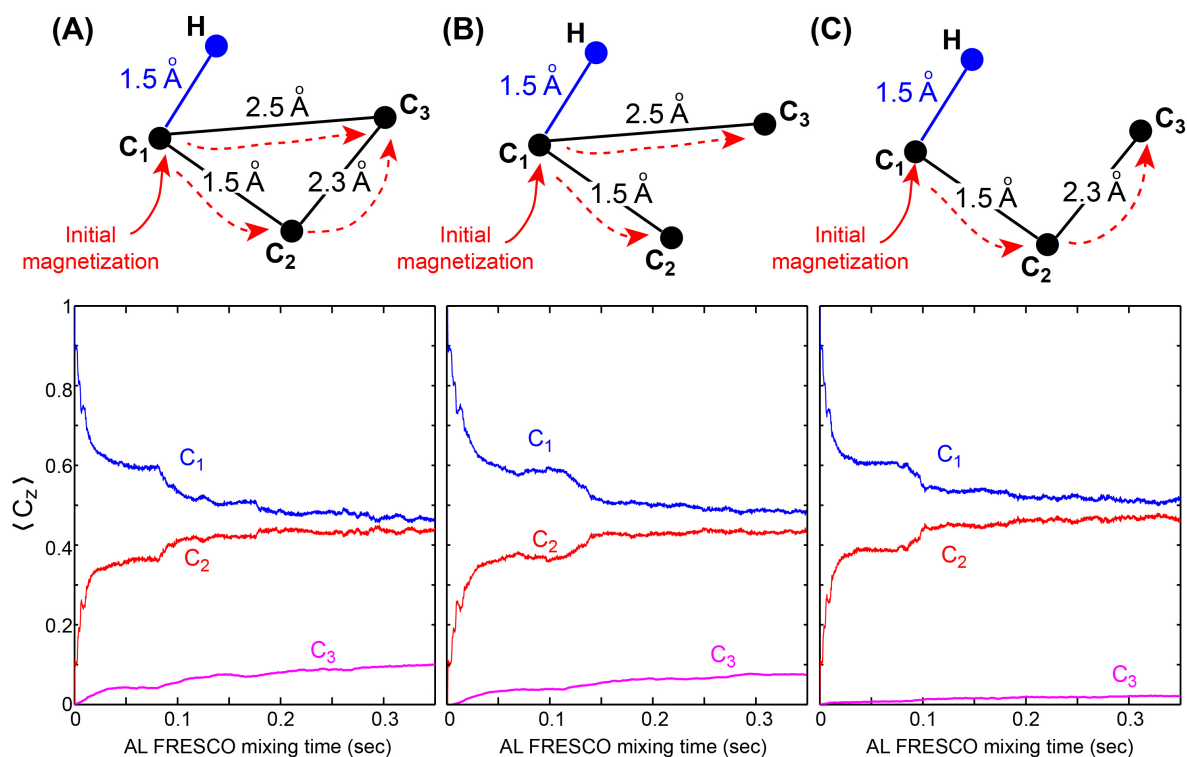 (A)
H
1.5 Å
2.5 Å
C3
C1
1.5 Å
2.3 Å
Initial
magnetization
C2
(B)
H
1.5 Å
2.5 Å
C3
C1
1.5 Å
Initial
magnetization
C2
(C)
H
1.5 Å
C3
C1
1.5 Å
2.3 Å
Initial
magnetization
C2
⟨Cz⟩
1
0.8
0.6
0.4
0.2
0
C1
C2
C3
0 0.1 0.2 0.3
AL FRESCO mixing time (sec)
C1
C2
C3
0 0.1 0.2 0.3
AL FRESCO mixing time (sec)
C1
C2
C3
0 0.1 0.2 0.3
AL FRESCO mixing time (sec)